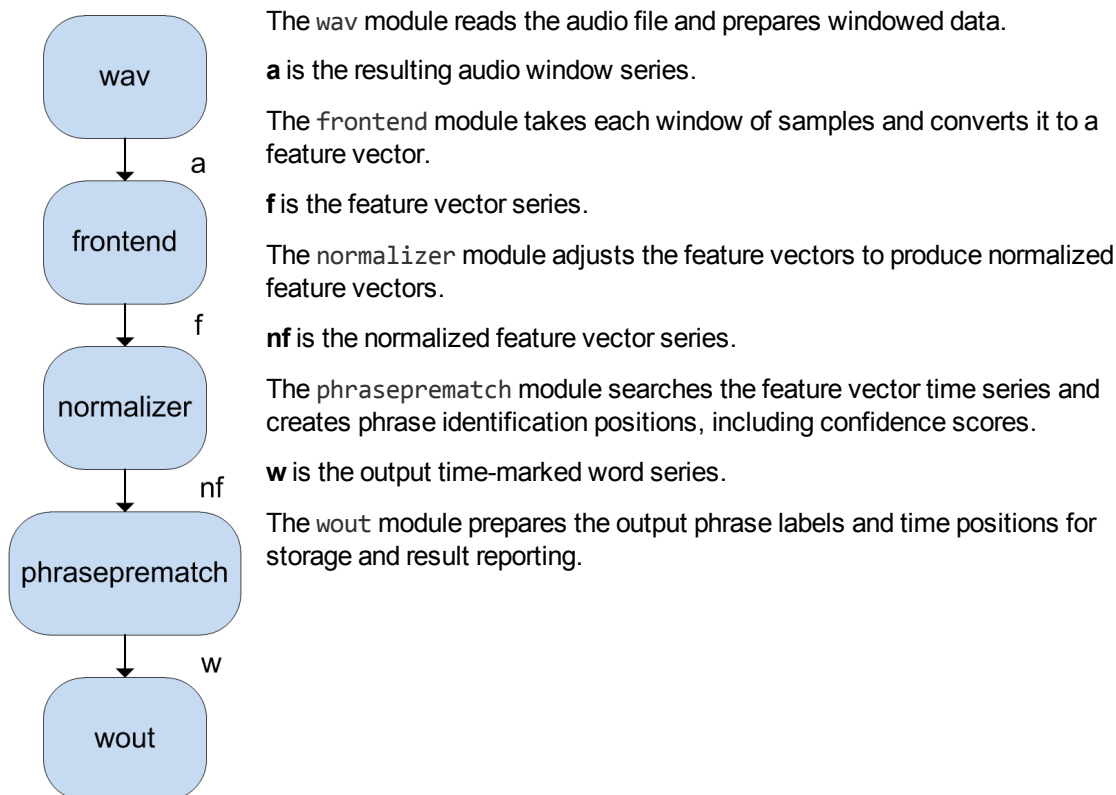 wav
a
frontend
f
normalizer
nf
phraseprematch
w
wout
The wav module reads the audio file and prepares windowed data.
a is the resulting audio window series.
The frontend module takes each window of samples and converts it to a
feature vector.
f is the feature vector series.
The normalizer module adjusts the feature vectors to produce normalized
feature vectors.
nf is the normalized feature vector series.
The phraseprematch module searches the feature vector time series and
creates phrase identification positions, including confidence scores.
w is the output time-marked word series.
The wout module prepares the output phrase labels and time positions for
storage and result reporting.